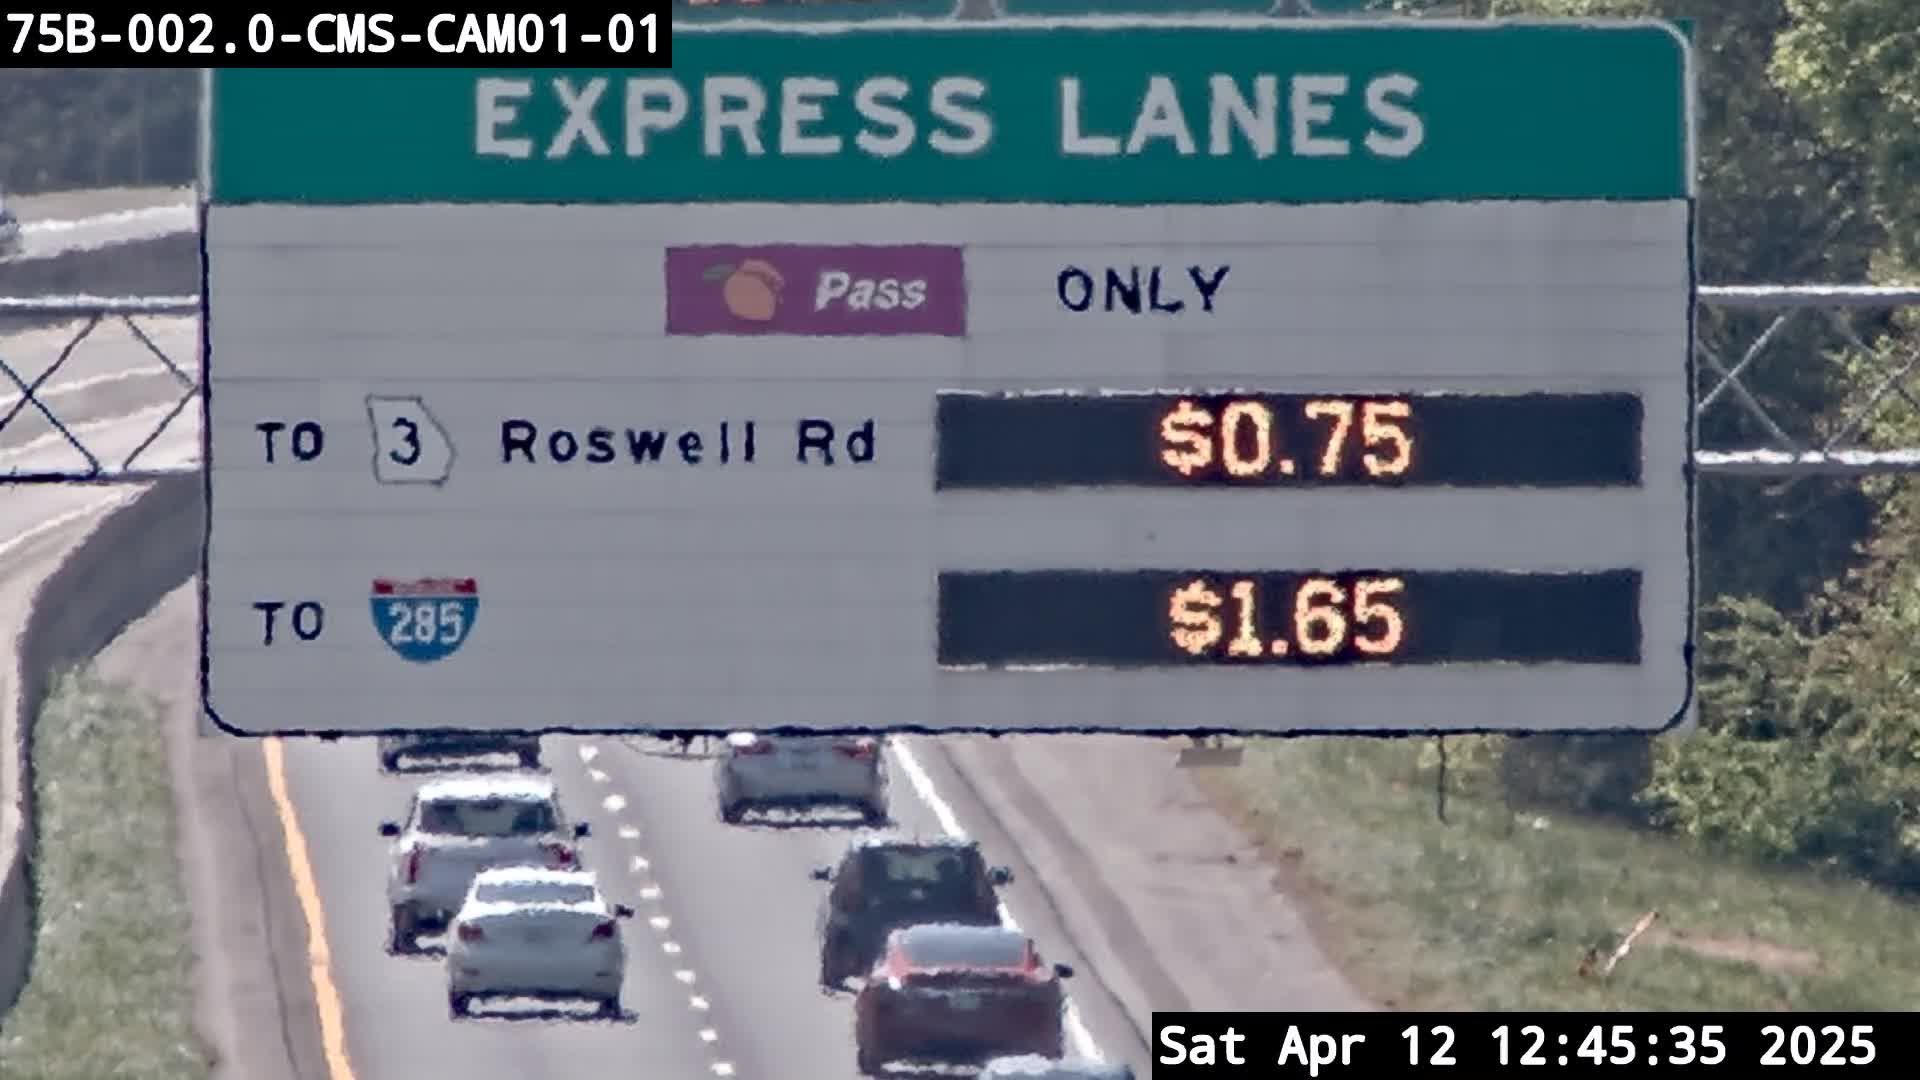 75B-002.0-CMS-CAM01-01
EXPRESS LANES
Pass ONLY
TO 3 Roswell Rd $0.75
TO 285 $1.65
Sat Apr 12 12:45:35 2025